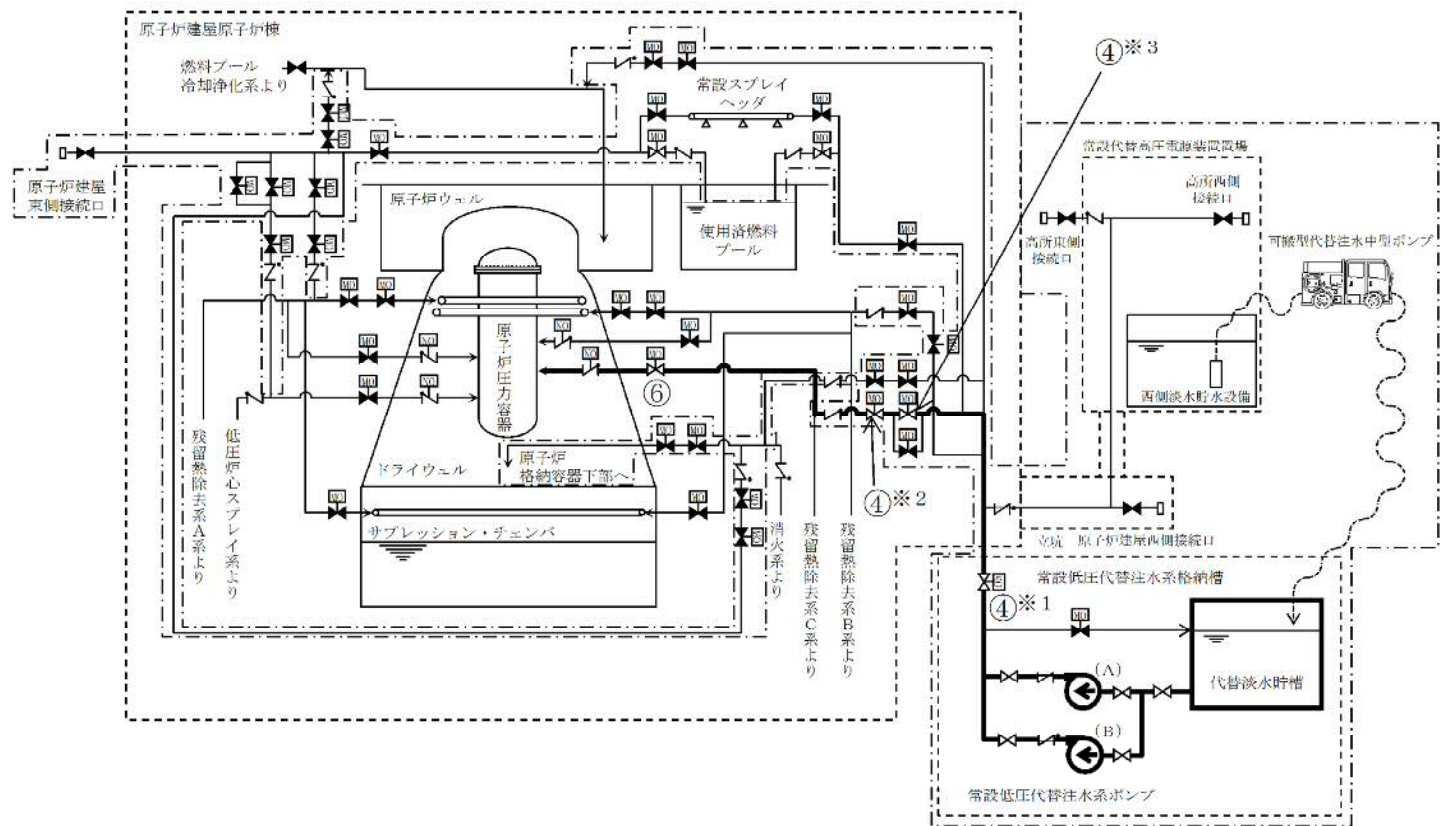 原子炉建屋原子炉棟
燃料プール
冷却浄化系より
原子炉建屋
東側接続口
常設スプレイ
ヘッダ
④※3
原子炉ウェル
使用済燃料
プール
原子炉圧力容器
⑥
④※2
ドライウェル
原子炉
格納容器下部へ
サプレッション・チェンバ
残留熱除去系A系より
低圧炉心スプレイ系より
消火系より
残留熱除去系C系より
残留熱除去系B系より
常設代替高圧電源装置置場
高所西側
接続口
高所東側
接続口
可搬型代替注水中型ポンプ
西側淡水貯水設備
立坑
原子炉建屋西側接続口
常設低圧代替注水系格納槽
④※1
MO
(A)
代替淡水貯槽
(B)
常設低圧代替注水系ポンプ